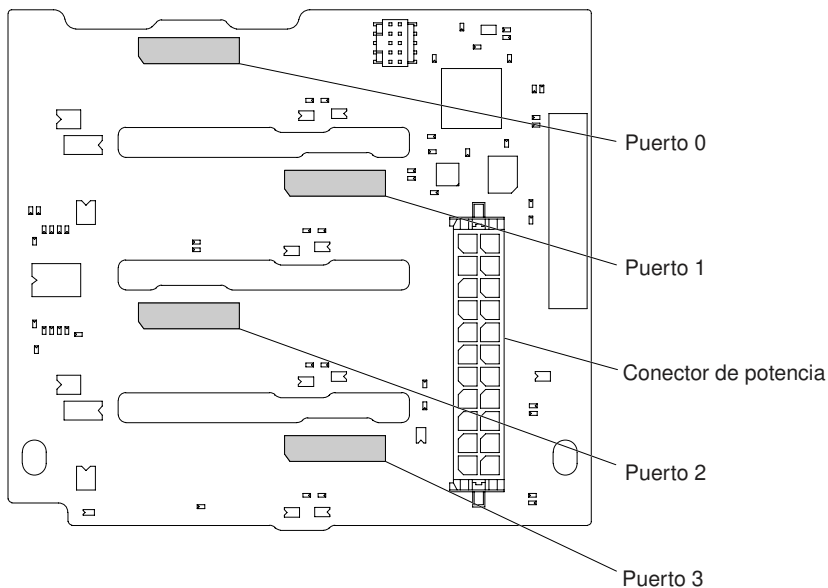 Puerto 0
Puerto 1
Conector de potencia
Puerto 2
Puerto 3